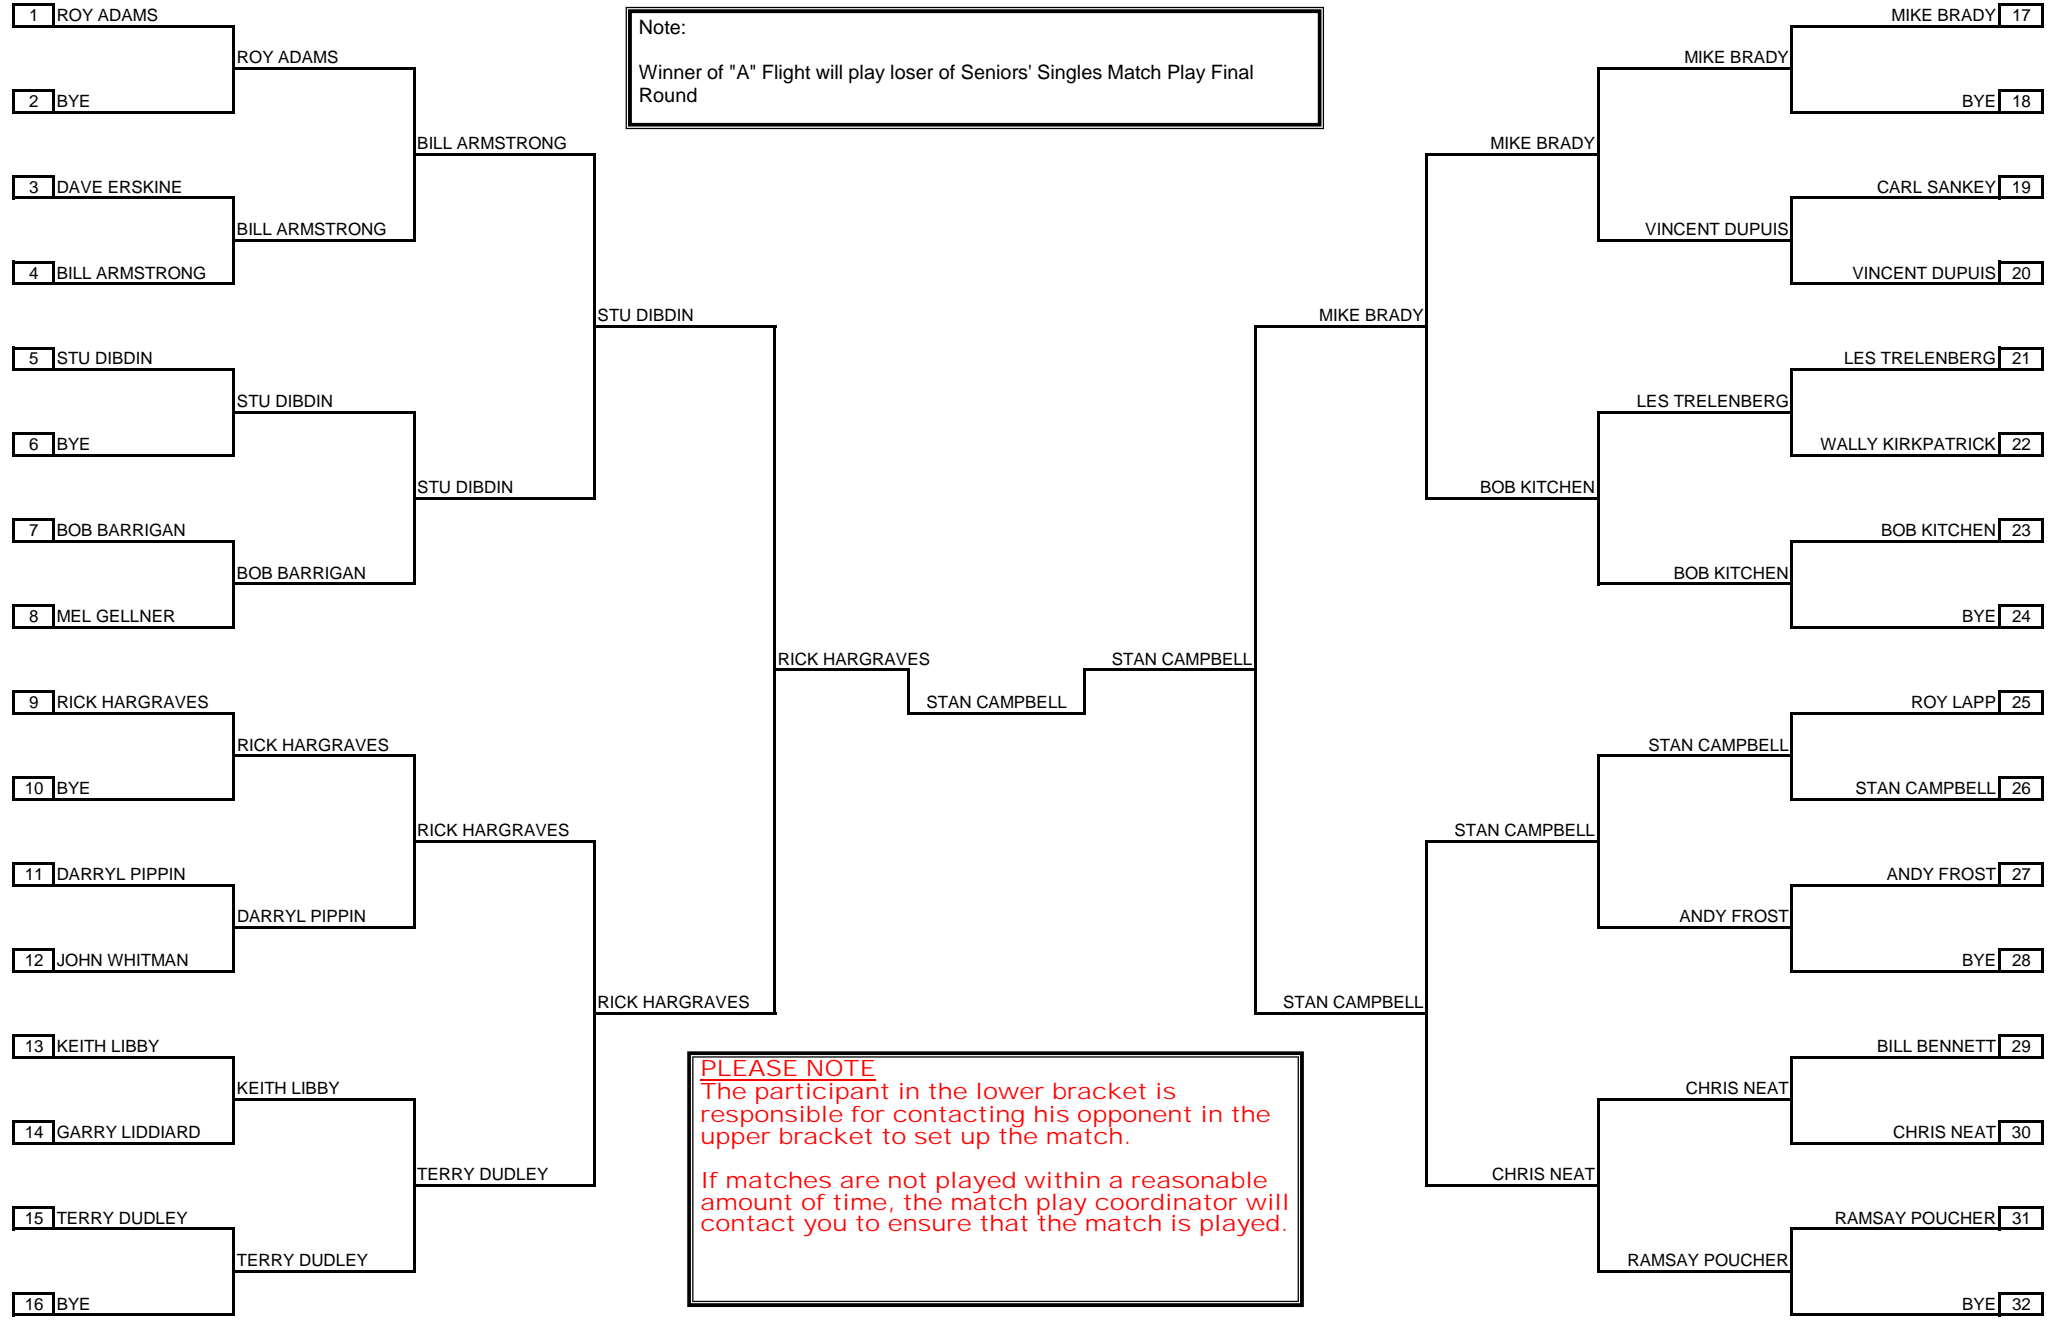 1 ROY ADAMS
ROY ADAMS
2 BYE
BILL ARMSTRONG
3 DAVE ERSKINE
BILL ARMSTRONG
4 BILL ARMSTRONG
STU DIBDIN
5 STU DIBDIN
STU DIBDIN
6 BYE
STU DIBDIN
7 BOB BARRIGAN
BOB BARRIGAN
8 MEL GELLNER
RICK HARGRAVES
9 RICK HARGRAVES
RICK HARGRAVES
10 BYE
RICK HARGRAVES
11 DARRYL PIPPIN
DARRYL PIPPIN
12 JOHN WHITMAN
RICK HARGRAVES
13 KEITH LIBBY
KEITH LIBBY
14 GARRY LIDDIARD
TERRY DUDLEY
15 TERRY DUDLEY
TERRY DUDLEY
16 BYE
Note:
Winner of "A" Flight will play loser of Seniors' Singles Match Play Final
Round
STAN CAMPBELL
PLEASE NOTE
The participant in the lower bracket is
responsible for contacting his opponent in the
upper bracket to set up the match.
If matches are not played within a reasonable
amount of time, the match play coordinator will
contact you to ensure that the match is played.
MIKE BRADY 17
MIKE BRADY
BYE 18
MIKE BRADY
CARL SANKEY 19
VINCENT DUPUIS
VINCENT DUPUIS 20
MIKE BRADY
LES TRELENBERG 21
LES TRELENBERG
WALLY KIRKPATRICK 22
BOB KITCHEN
BOB KITCHEN 23
BOB KITCHEN
BYE 24
STAN CAMPBELL
ROY LAPP 25
STAN CAMPBELL
STAN CAMPBELL 26
STAN CAMPBELL
ANDY FROST 27
ANDY FROST
BYE 28
STAN CAMPBELL
BILL BENNETT 29
CHRIS NEAT
CHRIS NEAT 30
CHRIS NEAT
RAMSAY POUCHER 31
RAMSAY POUCHER
BYE 32